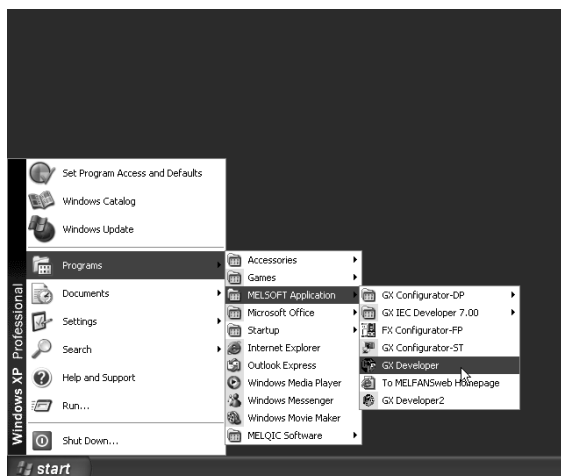 Set Program Access and Defaults
Windows Catalog
Windows Update
Programs
Documents
Settings
Search
Help and Support
Run...
Shut Down...
Windows XP Professional
Accessories
Games
MELSOFT Application
Microsoft Office
Startup
Internet Explorer
Outlook Express
Windows Media Player
Windows Messenger
Windows Movie Maker
MELQIC Software
GX Configurator-DP
GX IEC Developer 7.00
FX Configurator-FP
GX Configurator-ST
GX Developer
To MELFANSweb Homepage
GX Developer2
start